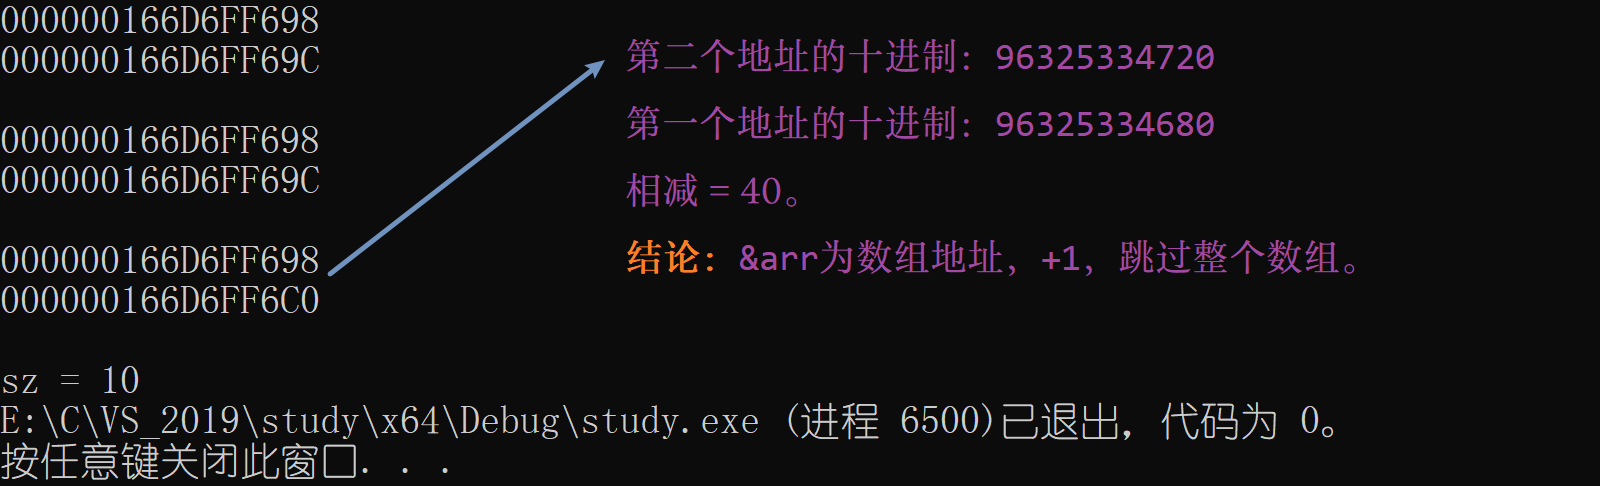 000000166D6FF698
000000166D6FF69C
000000166D6FF698
000000166D6FF69C
000000166D6FF698
000000166D6FF6C0
第二个地址的十进制：96325334720
第一个地址的十进制：96325334680
相减 = 40。
结论：&arr为数组地址，+1，跳过整个数组。
sz = 10
E:\C\VS_2019\study\x64\Debug\study.exe (进程 6500)已退出，代码为 0。
按任意键关闭此窗口. . .